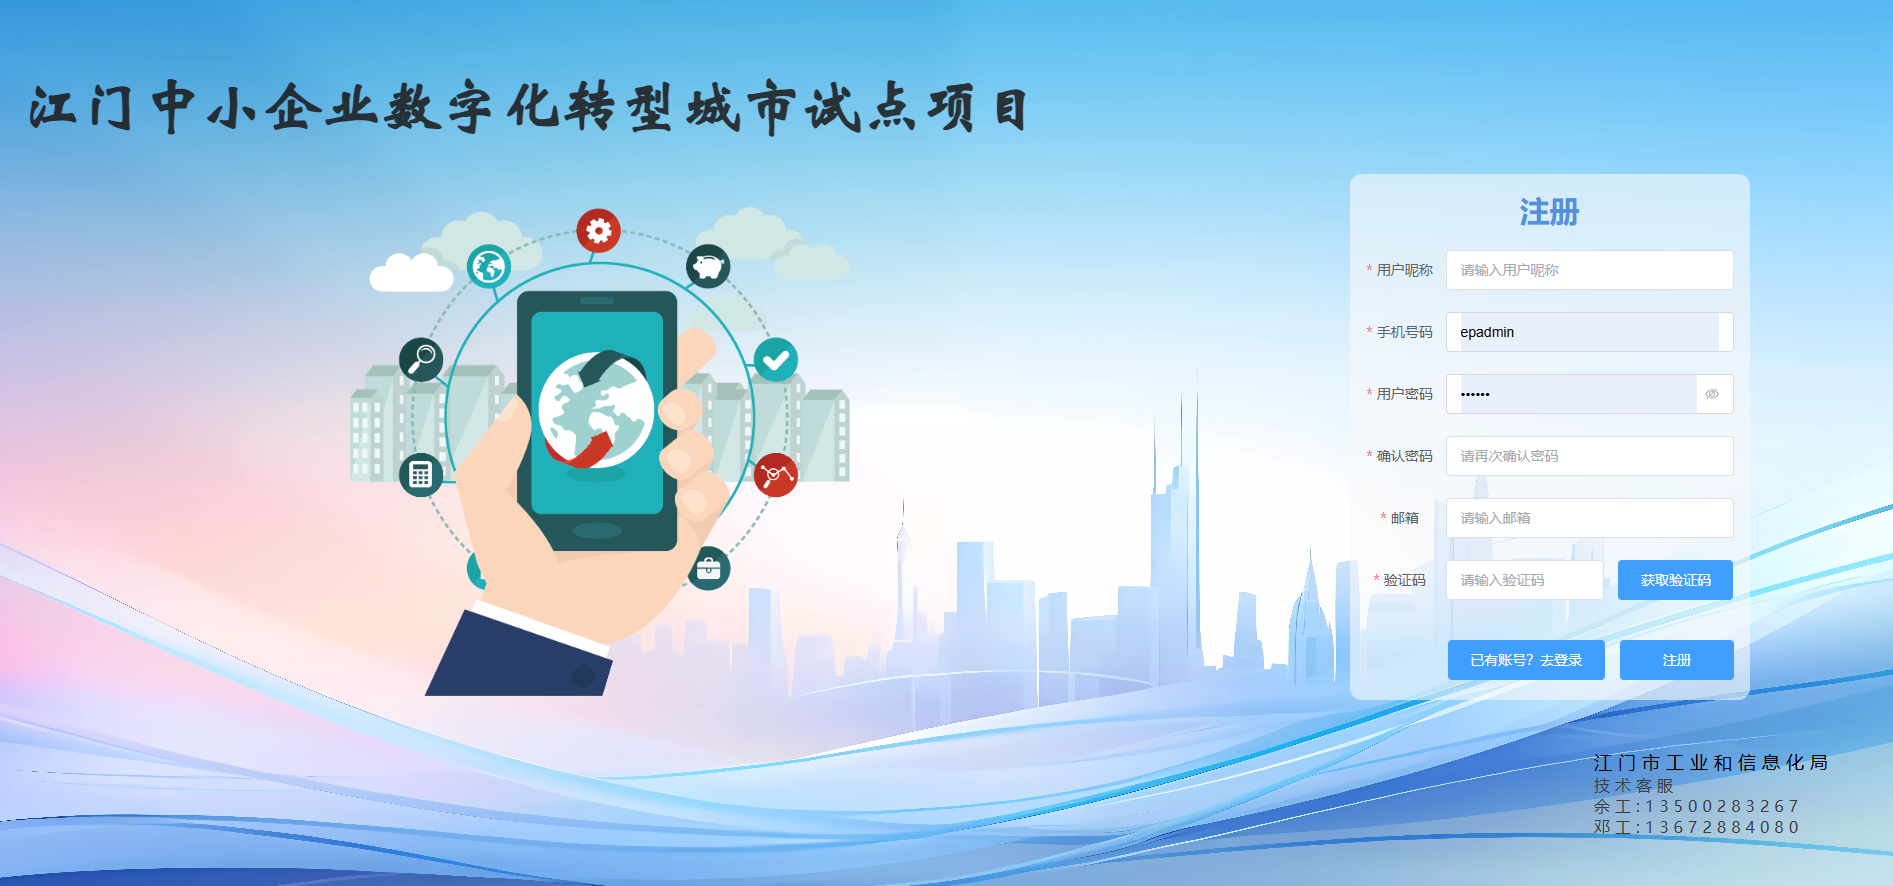 江门中小企业数字化转型城市试点项目
注册
* 用户昵称 请输入用户昵称
* 手机号码 epadmin
* 用户密码 ••••••
* 确认密码 请再次确认密码
* 邮箱 请输入邮箱
* 验证码 请输入验证码 获取验证码
已有账号？去登录 注册
江门市工业和信息化局
技术客服
余工:13500283267
邓工:13672884080